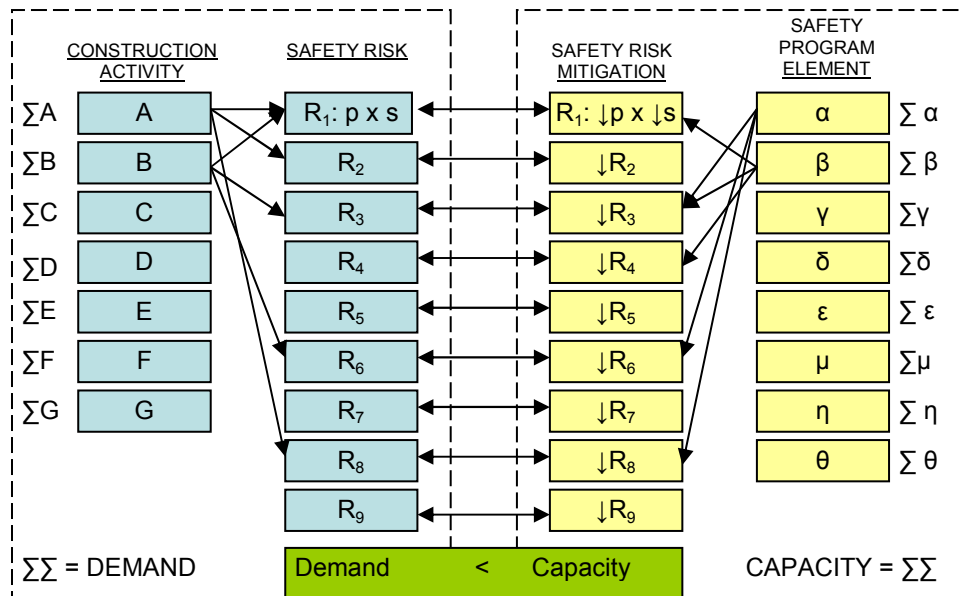 CONSTRUCTION
ACTIVITY
SAFETY RISK
SAFETY RISK
MITIGATION
SAFETY
PROGRAM
ELEMENT
∑A A R₁: p x s R₁: ↓p x ↓s α ∑ α
∑B B R₂ ↓R₂ β ∑ β
∑C C R₃ ↓R₃ γ ∑γ
∑D D R₄ ↓R₄ δ ∑δ
∑E E R₅ ↓R₅ ε ∑ ε
∑F F R₆ ↓R₆ μ ∑μ
∑G G R₇ ↓R₇ η ∑ η
R₈ ↓R₈ θ ∑ θ
R₉ ↓R₉
∑∑ = DEMAND Demand < Capacity CAPACITY = ∑∑